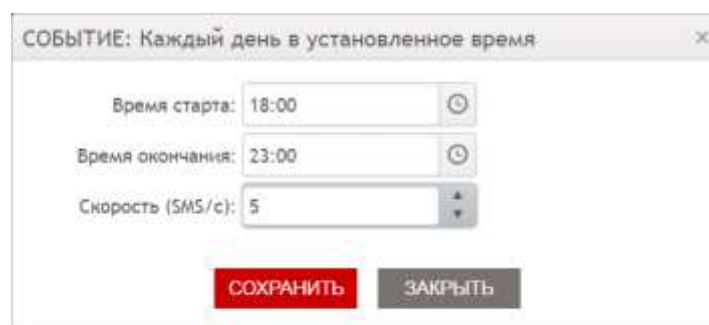 СОБЫТИЕ: Каждый день в установленное время ×
Время старта: 18:00
Время окончания: 23:00
Скорость (SMS/с): 5
СОХРАНИТЬ ЗАКРЫТЬ